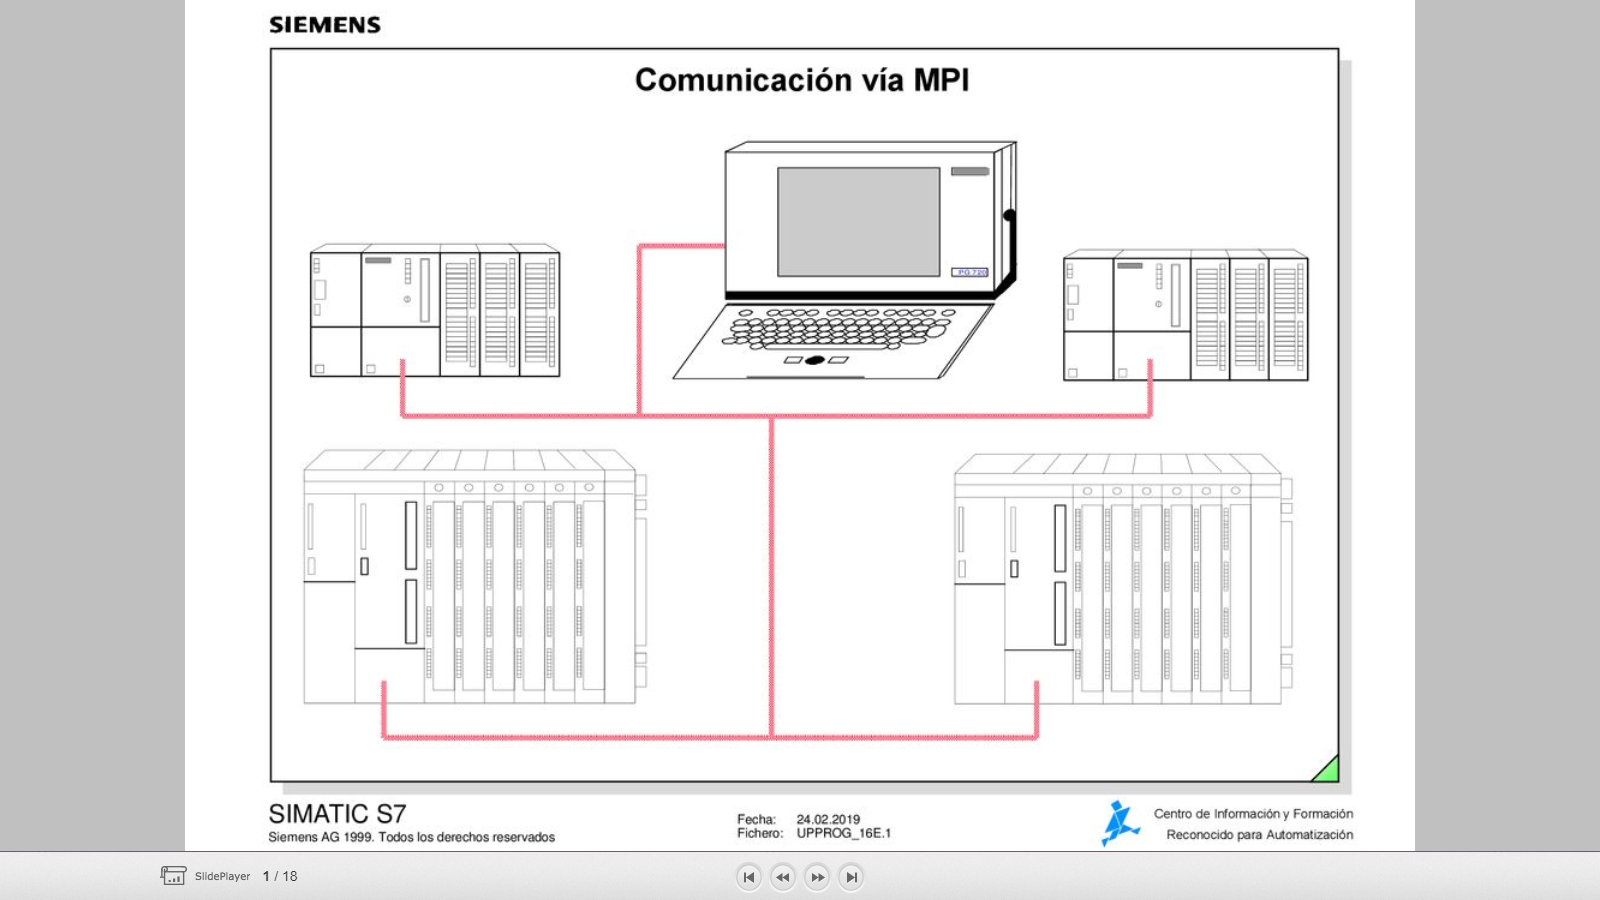 SIEMENS
Comunicación vía MPI
PG 720
SIMATIC S7
Siemens AG 1999. Todos los derechos reservados
Fecha: 24.02.2019
Fichero: UPPROG_16E.1
Centro de Información y Formación
Reconocido para Automatización
SlidePlayer 1 / 18